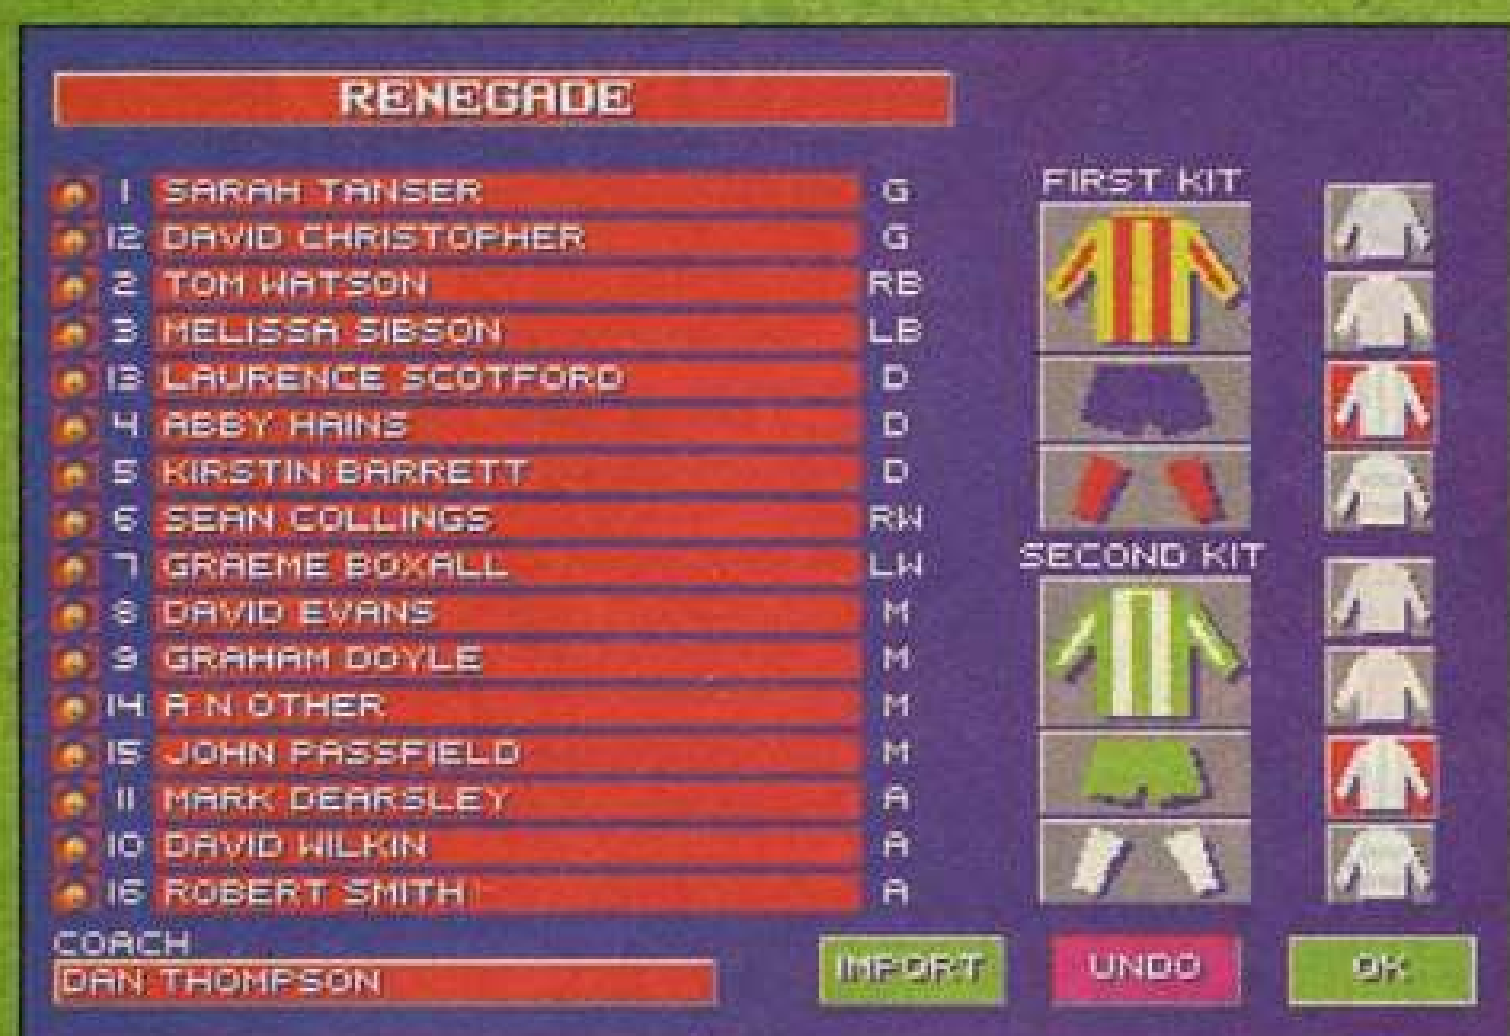 RENEGADE
1 SARAH TANSER G
12 DAVID CHRISTOPHER G
2 TOM WATSON RB
3 MELISSA SIBSON LB
13 LAURENCE SCOTFORD D
4 ABBY HAINS D
5 KIRSTIN BARRETT D
6 SEAN COLLINGS RW
7 GRAEME BOXALL LW
8 DAVID EVANS M
9 GRAHAM DOYLE M
14 A N OTHER M
15 JOHN PASSFIELD M
11 MARK DEARSLEY A
10 DAVID WILKIN A
16 ROBERT SMITH A
COACH
DAN THOMPSON
FIRST KIT
SECOND KIT
IMPORT UNDO OK